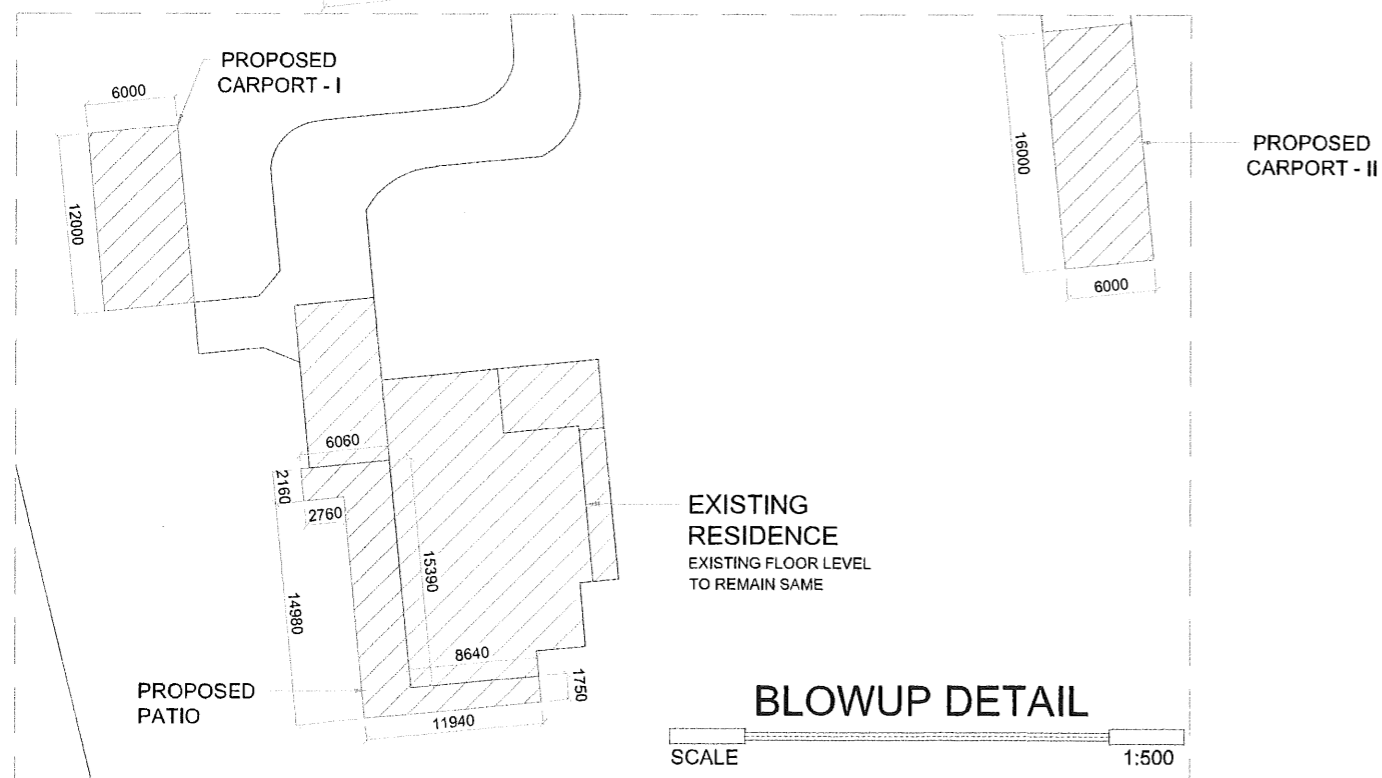 PROPOSED
CARPORT - I
6000
12000
16000
PROPOSED
CARPORT - II
6000
6060
2160
2760
15390
14980
EXISTING
RESIDENCE
EXISTING FLOOR LEVEL
TO REMAIN SAME
8640
1750
PROPOSED
PATIO
11940
BLOWUP DETAIL
SCALE
1:500